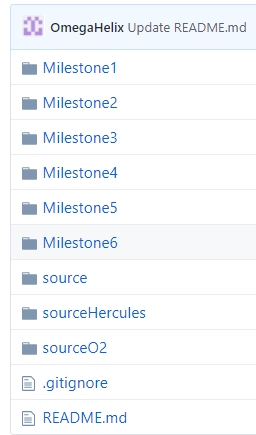 OmegaHelix Update README.md
Milestone1
Milestone2
Milestone3
Milestone4
Milestone5
Milestone6
source
sourceHercules
sourceO2
.gitignore
README.md